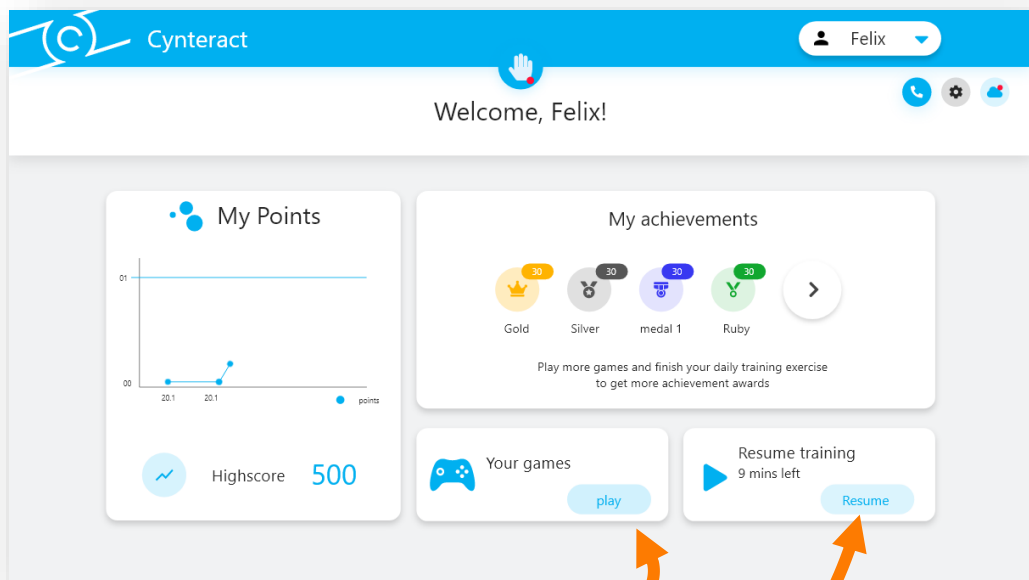 Cynteract
Felix
Welcome, Felix!
My Points
01
00
20.1 20.1
points
Highscore 500
My achievements
30 30 30 30
Gold Silver medal 1 Ruby
Play more games and finish your daily training exercise
to get more achievement awards
Your games
play
Resume training
9 mins left
Resume